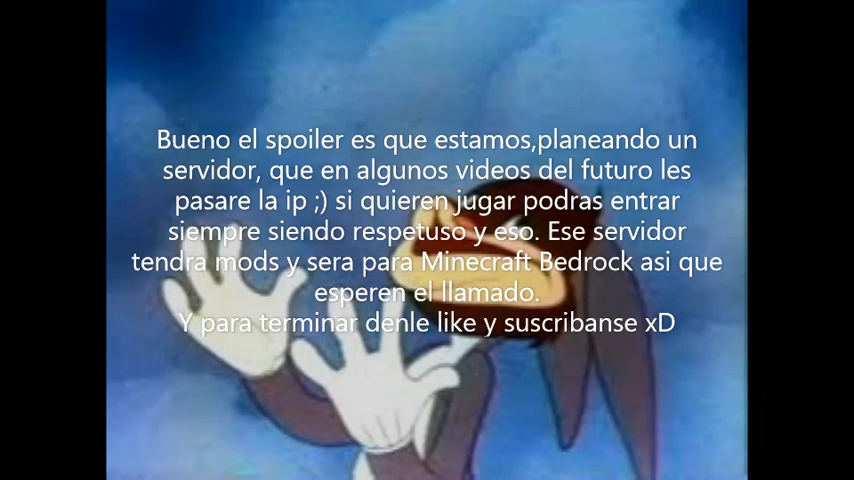 Bueno el spoiler es que estamos,planeando un
servidor, que en algunos videos del futuro les
pasare la ip ;) si quieren jugar podras entrar
siempre siendo respetuso y eso. Ese servidor
tendra mods y sera para Minecraft Bedrock asi que
esperen el llamado.
Y para terminar denle like y suscribanse xD